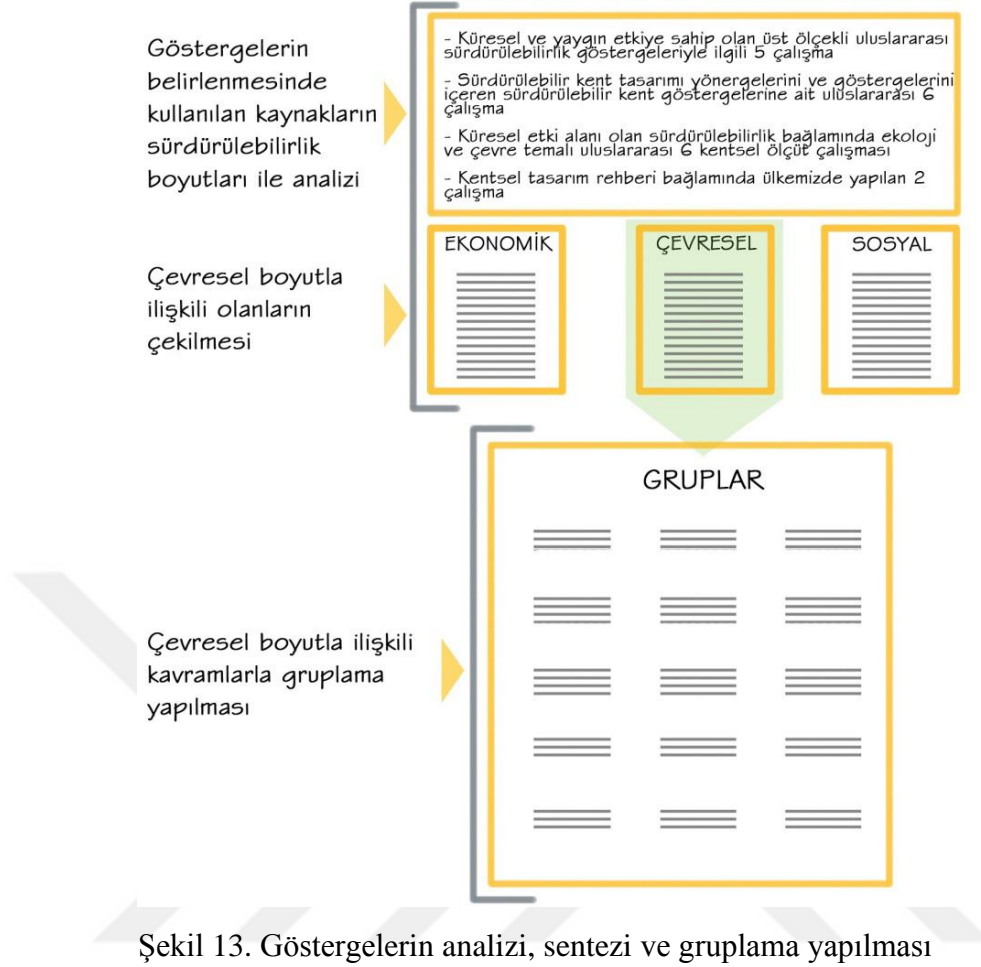 Göstergelerin
belirlenmesinde
kullanılan kaynakların
sürdürülebilirlik
boyutları ile analizi
- Küresel ve yaygın etkiye sahip olan üst ölçekli uluslararası
sürdürülebilirlik göstergeleriyle ilgili 5 çalışma
- Sürdürülebilir kent tasarımı yönergelerini ve göstergelerini
içeren sürdürülebilir kent göstergelerine ait uluslararası 6
çalışma
- Küresel etki alanı olan sürdürülebilirlik bağlamında ekoloji
ve çevre temalı uluslararası 6 kentsel ölçüt çalışması
- Kentsel tasarım rehberi bağlamında ülkemizde yapılan 2
çalışma
Çevresel boyutla
ilişkili olanların
çekilmesi
EKONOMİK
ÇEVRESEL
SOSYAL
GRUPLAR
Çevresel boyutla ilişkili
kavramlarla gruplama
yapılması
Şekil 13. Göstergelerin analizi, sentezi ve gruplama yapılması